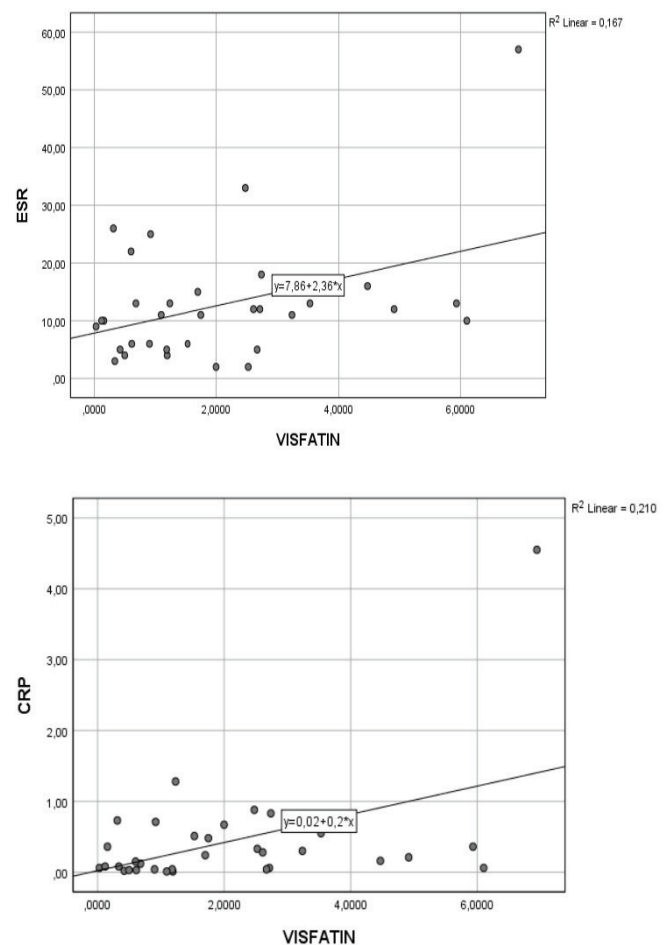 R2 Linear = 0,167
60,00
50,00
40,00
30,00
20,00
10,00
,00
ESR
y=7,86+2,36*x
,0000 2,0000 4,0000 6,0000
VISFATIN
R2 Linear = 0,210
5,00
4,00
3,00
2,00
1,00
,00
CRP
y=0,02+0,2*x
,0000 2,0000 4,0000 6,0000
VISFATIN